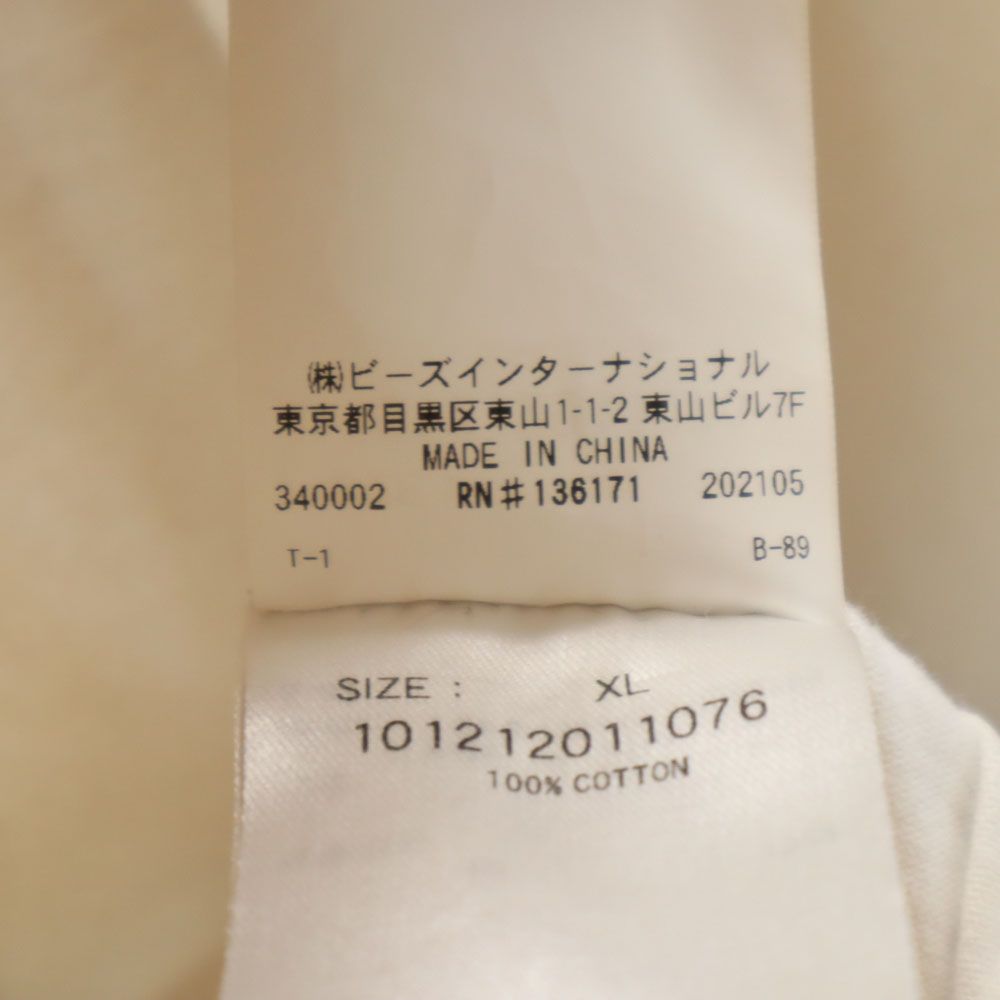 ㈱ビーズインターナショナル
東京都目黒区東山1-1-2 東山ビル7F
MADE IN CHINA
340002 RN#136171 202105
T-1 B-89
SIZE : XL
101212011076
100% COTTON